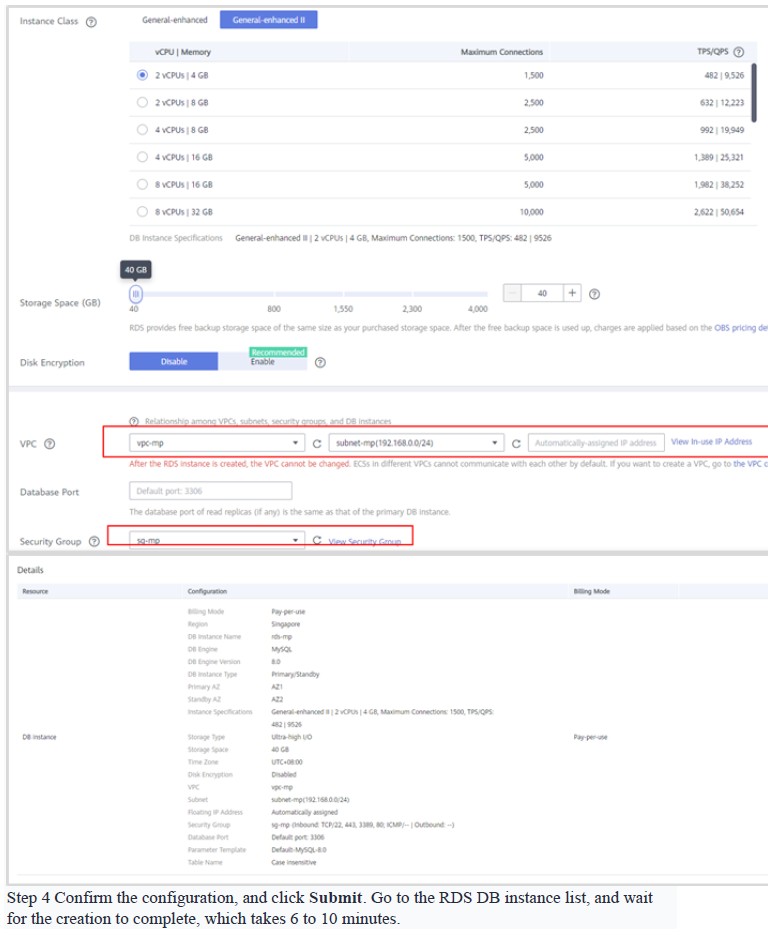 Instance Class
General-enhanced
General-enhanced II
vCPU | Memory
Maximum Connections
TPS/QPS
2 vCPUs | 4 GB
1,500
482 | 9,526
2 vCPUs | 8 GB
2,500
632 | 12,223
4 vCPUs | 8 GB
2,500
992 | 19,949
4 vCPUs | 16 GB
5,000
1,389 | 25,321
8 vCPUs | 16 GB
5,000
1,982 | 38,252
8 vCPUs | 32 GB
10,000
2,622 | 50,654
DB Instance Specifications General-enhanced II | 2 vCPUs | 4 GB, Maximum Connections: 1500, TPS/QPS: 482 | 9526
40 GB
Storage Space (GB)
40
800
1,550
2,300
4,000
40
RDS provides free backup storage space of the same size as your purchased storage space. After the free backup space is used up, charges are applied based on the OBS pricing de
Disk Encryption
Disable
Recommended
Enable
Relationship among VPCs, subnets, security groups, and DB instances
VPC
vpc-mp
subnet-mp(192.168.0.0/24)
Automatically-assigned IP address
View In-use IP Address
After the RDS instance is created, the VPC cannot be changed. ECSs in different VPCs cannot communicate with each other by default. If you want to create a VPC, go to the VPC c
Database Port
Default port: 3306
The database port of read replicas (if any) is the same as that of the primary DB instance.
Security Group
sg-mp
View Security Group
Details
Resource
Configuration
Billing Mode
Billing Mode Pay-per-use
Region Singapore
DB Instance Name rds-mp
DB Engine MySQL
DB Engine Version 8.0
DB Instance Type Primary/Standby
Primary AZ AZ1
Standby AZ AZ2
Instance Specifications General-enhanced II | 2 vCPUs | 4 GB, Maximum Connections: 1500, TPS/QPS:
482 | 9526
DB Instance
Storage Type Ultra-high I/O
Pay-per-use
Storage Space 40 GB
Time Zone UTC+08:00
Disk Encryption Disabled
VPC vpc-mp
Subnet subnet-mp(192.168.0.0/24)
Floating IP Address Automatically assigned
Security Group sg-mp (Inbound: TCP/22, 443, 3389, 80; ICMP/-- | Outbound: --)
Database Port Default port: 3306
Parameter Template Default-MySQL-8.0
Table Name Case insensitive
Step 4 Confirm the configuration, and click Submit. Go to the RDS DB instance list, and wait
for the creation to complete, which takes 6 to 10 minutes.